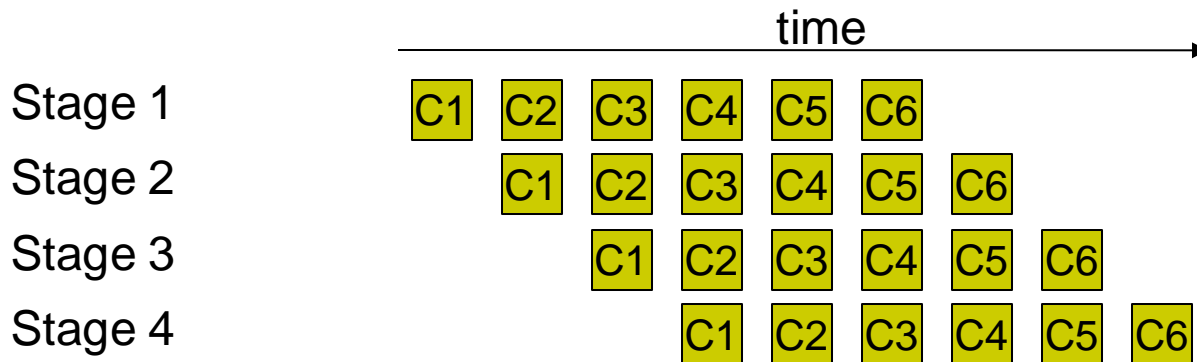 time
Stage 1 C1 C2 C3 C4 C5 C6
Stage 2 C1 C2 C3 C4 C5 C6
Stage 3 C1 C2 C3 C4 C5 C6
Stage 4 C1 C2 C3 C4 C5 C6